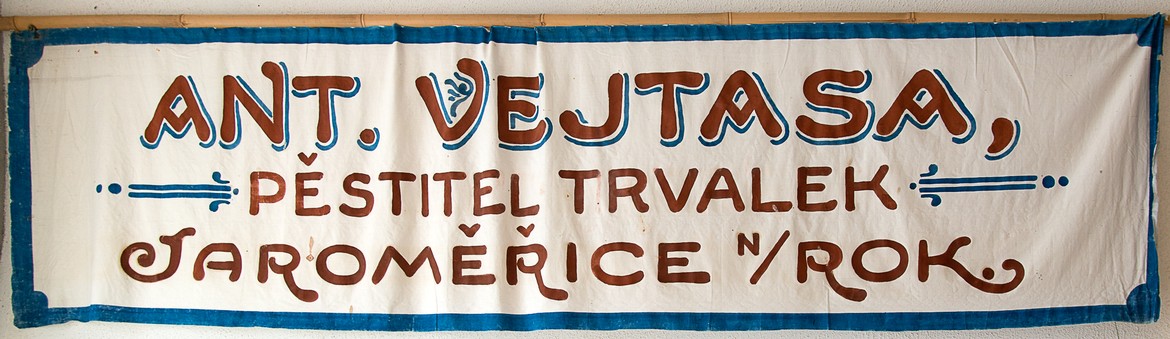 ANT. VEJTASA,
PĚSTITEL TRVALEK
JAROMĚŘICE N/ROK.